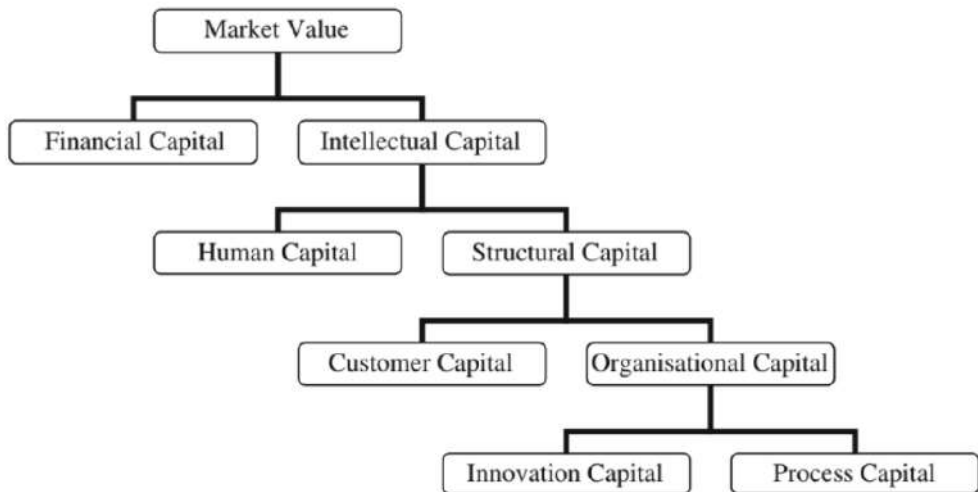 Market Value
Financial Capital
Intellectual Capital
Human Capital
Structural Capital
Customer Capital
Organisational Capital
Innovation Capital
Process Capital